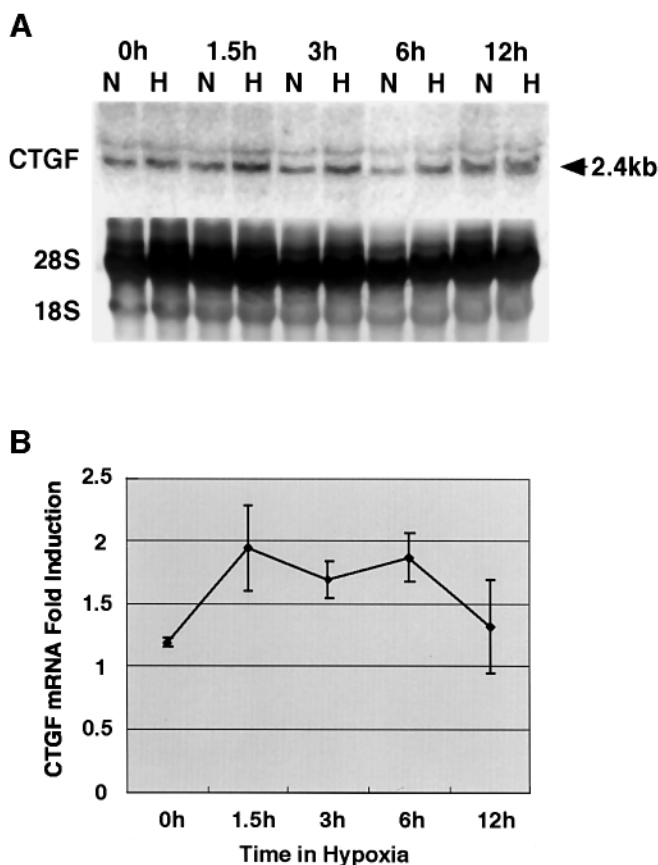 A
0h 1.5h 3h 6h 12h
N H N H N H N H N H
CTGF
2.4kb
28S
18S
B
CTGF mRNA Fold Induction
2.5
2
1.5
1
0.5
0
0h 1.5h 3h 6h 12h
Time in Hypoxia